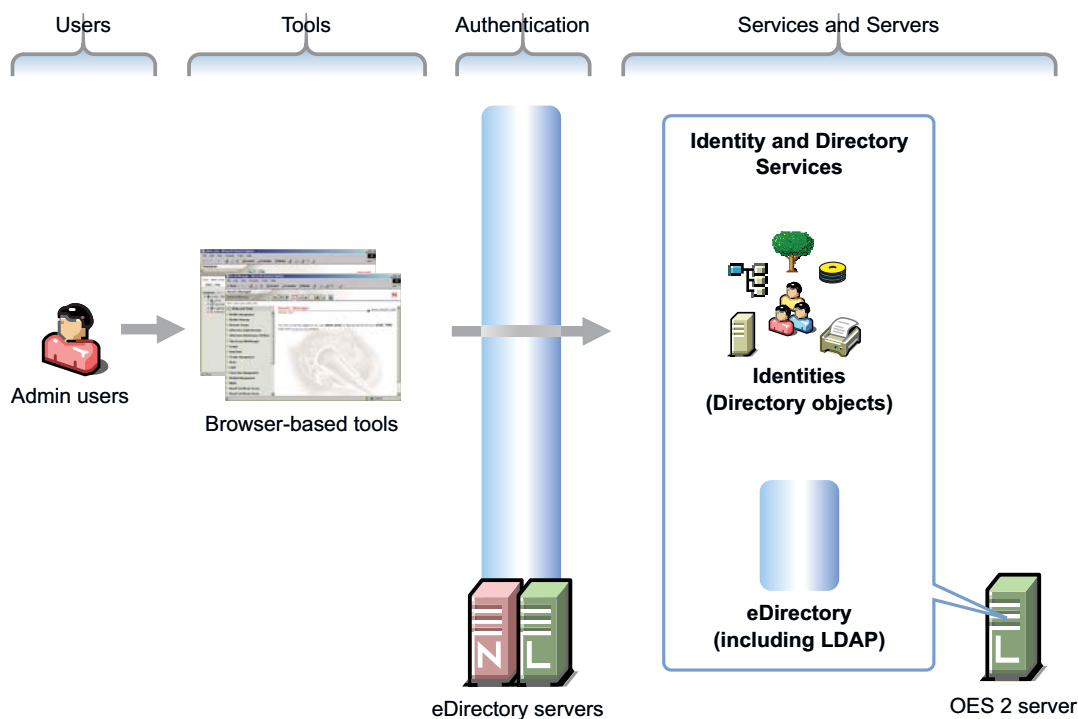 Users
Tools
Authentication
Services and Servers
Identity and Directory
Services
Identities
(Directory objects)
Admin users
Browser-based tools
eDirectory
(including LDAP)
N
L
L
eDirectory servers
OES 2 server